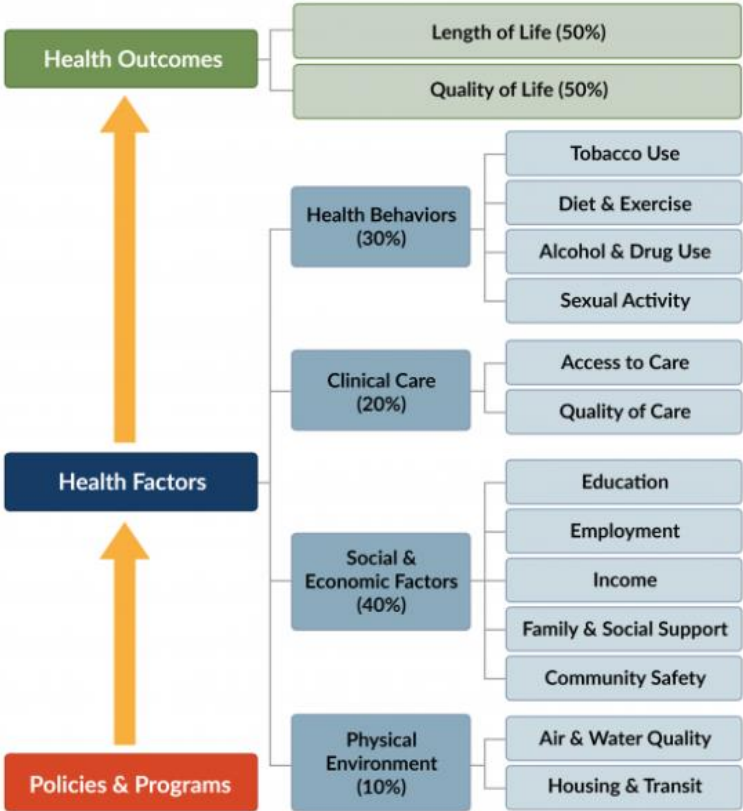 Health Outcomes
Length of Life (50%)
Quality of Life (50%)
Health Behaviors
(30%)
Tobacco Use
Diet & Exercise
Alcohol & Drug Use
Sexual Activity
Clinical Care
(20%)
Access to Care
Quality of Care
Health Factors
Social &
Economic Factors
(40%)
Education
Employment
Income
Family & Social Support
Community Safety
Physical
Environment
(10%)
Air & Water Quality
Housing & Transit
Policies & Programs